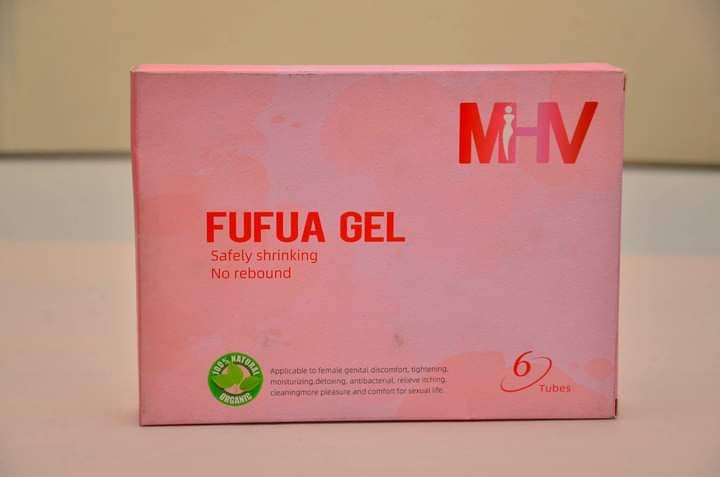 MHV
FUFUA GEL
Safely shrinking
No rebound
100% NATURAL
ORGANIC
Applicable to female genital discomfort, tightening,
moisturizing,detoxing, antibacterial, relieve itching.
cleaningmore pleasure and comfort for sexual life.
6
Tubes